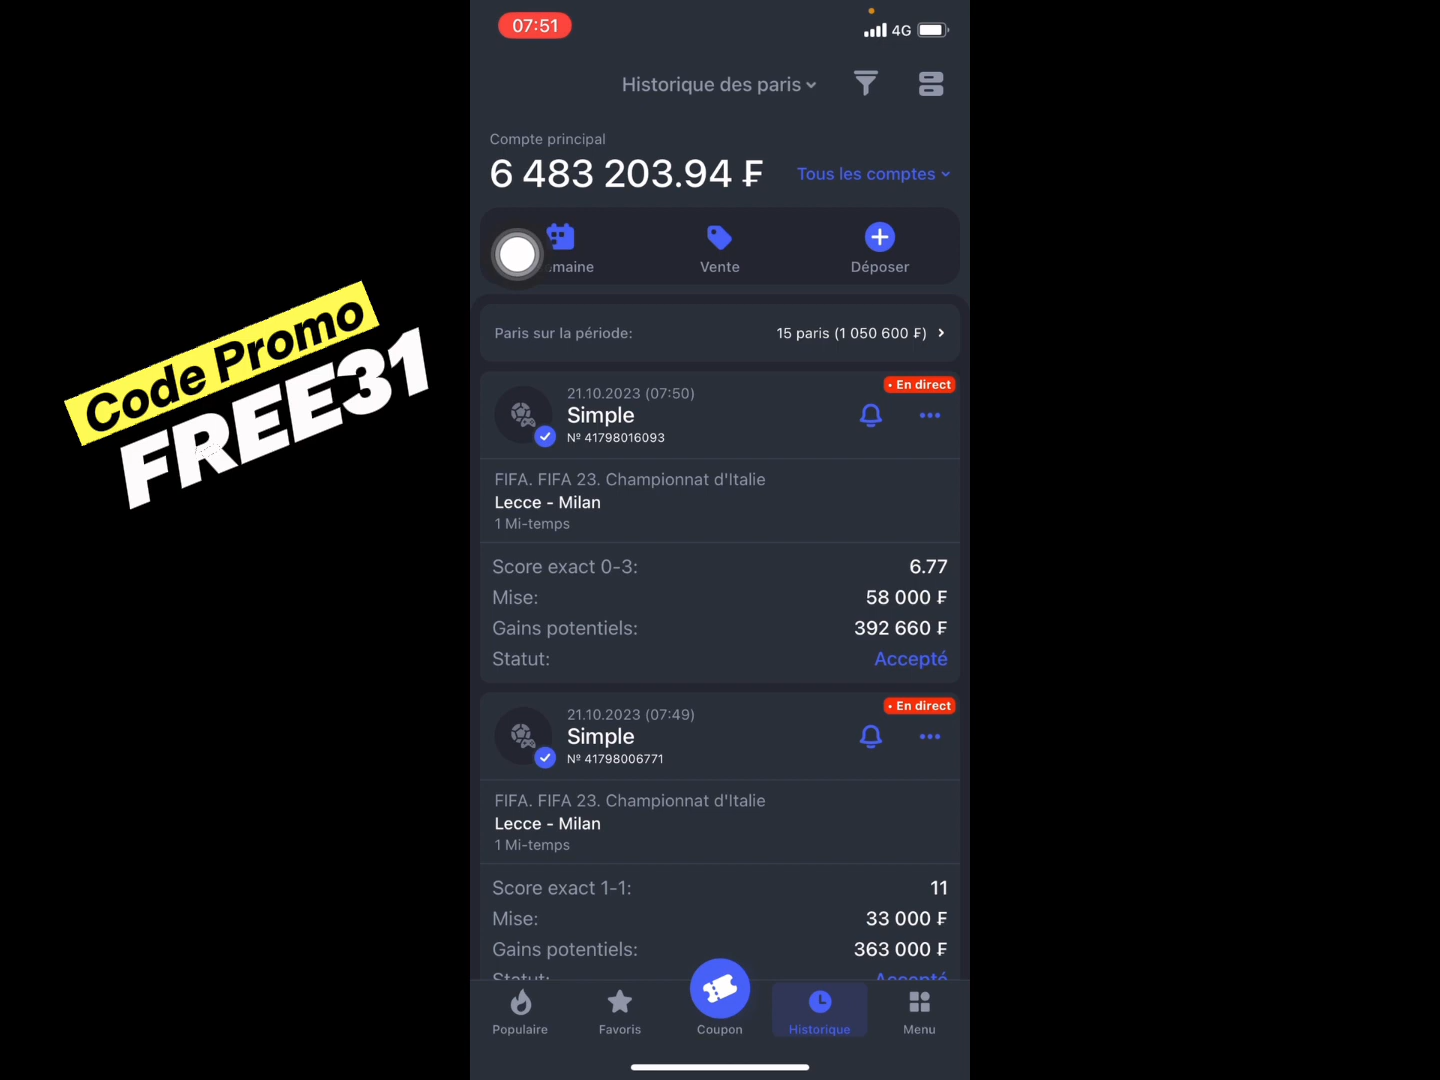 07:51
4G
Historique des paris
Compte principal
6 483 203.94 ₣
Tous les comptes
maine
Vente
Déposer
Code Promo
FREE31
Paris sur la période:
15 paris (1 050 600 ₣)
21.10.2023 (07:50)
En direct
Simple
Nº 41798016093
FIFA. FIFA 23. Championnat d'Italie
Lecce - Milan
1 Mi-temps
Score exact 0-3:
6.77
Mise:
58 000 ₣
Gains potentiels:
392 660 ₣
Statut:
Accepté
21.10.2023 (07:49)
En direct
Simple
Nº 41798006771
FIFA. FIFA 23. Championnat d'Italie
Lecce - Milan
1 Mi-temps
Score exact 1-1:
11
Mise:
33 000 ₣
Gains potentiels:
363 000 ₣
Statut:
Accepté
Populaire
Favoris
Coupon
Historique
Menu